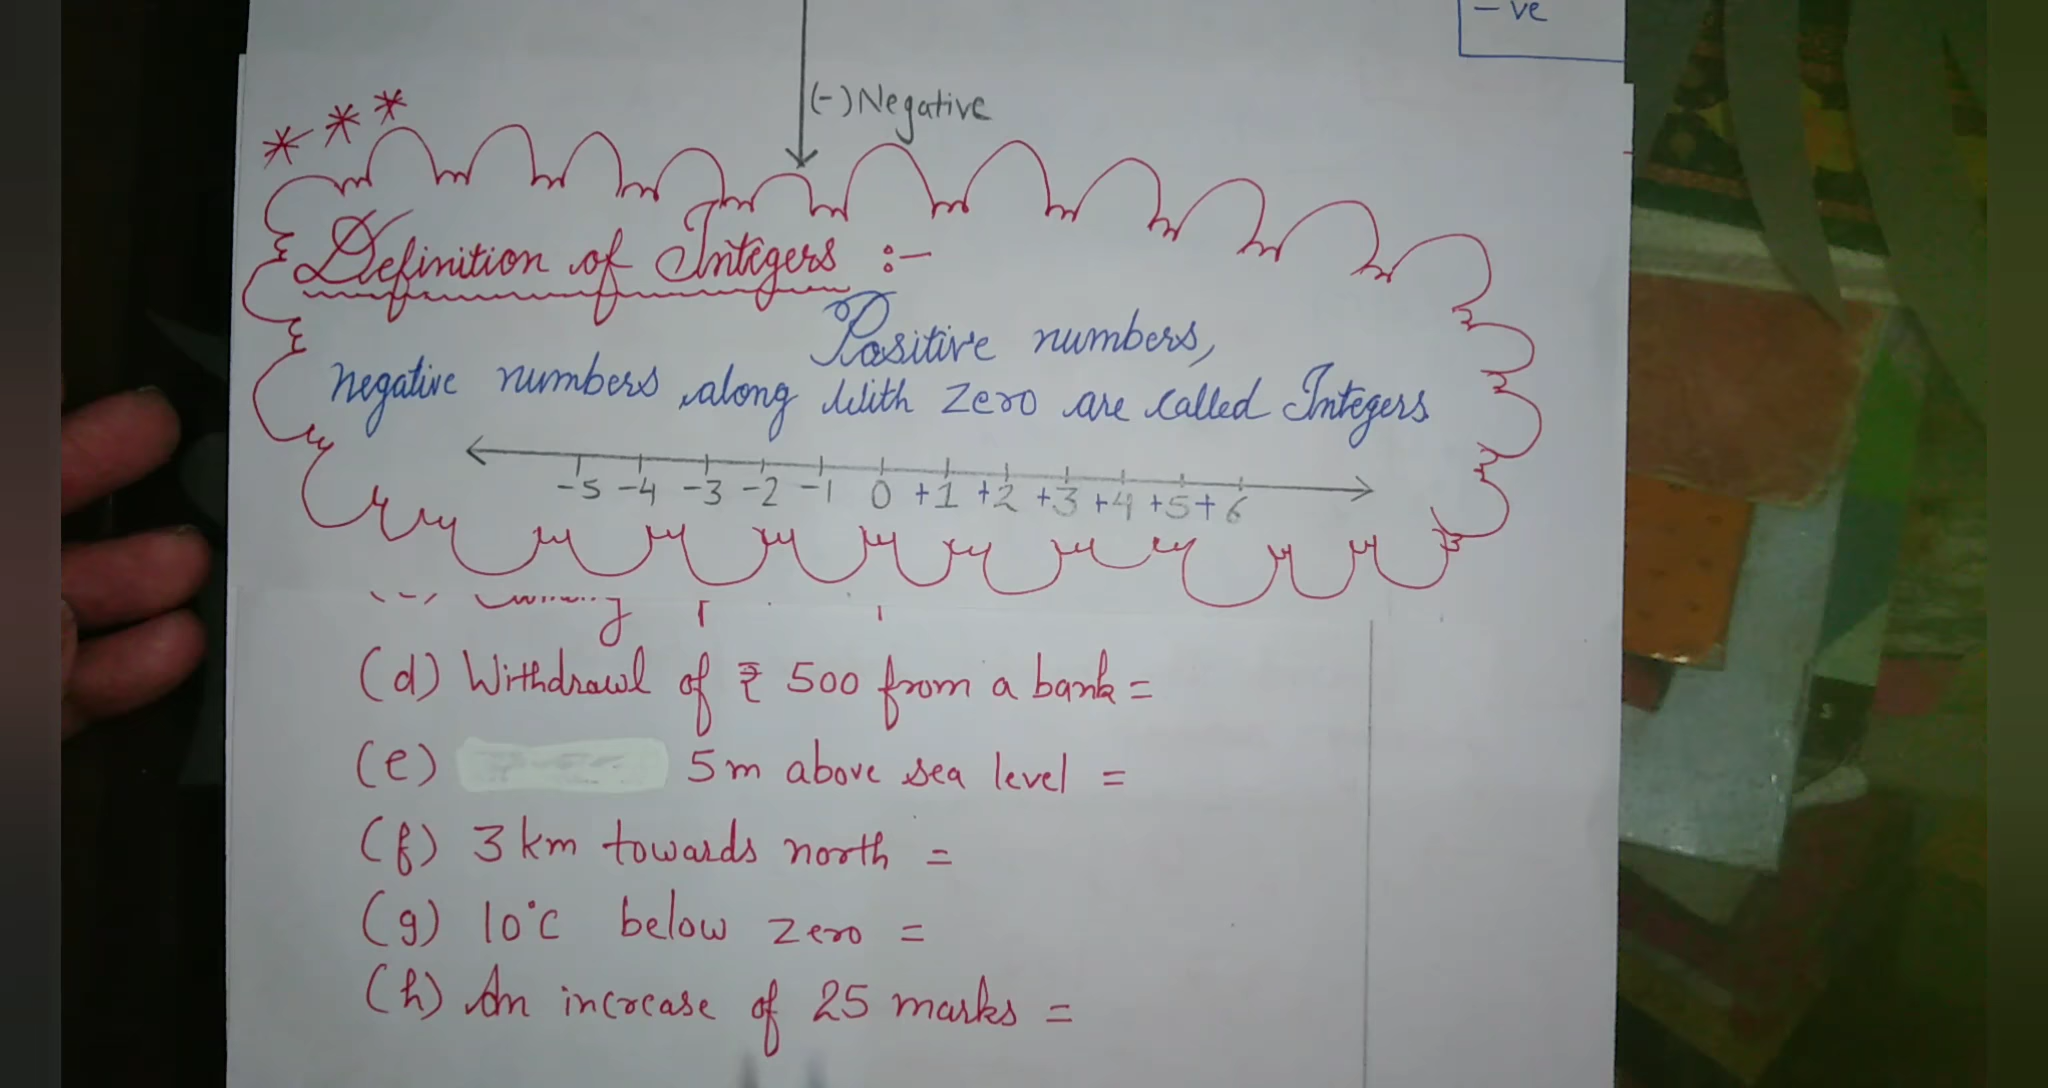 - ve
(-) Negative
Definition of Integers :-
Positive numbers,
negative numbers along With zero are called Integers
-5 -4 -3 -2 -1 0 +1 +2 +3 +4 +5 +6
(d) Withdrawl of ₹ 500 from a bank =
(e) 5m above sea level =
(f) 3 km towards north =
(g) 10°C below zero =
(h) An increase of 25 marks =